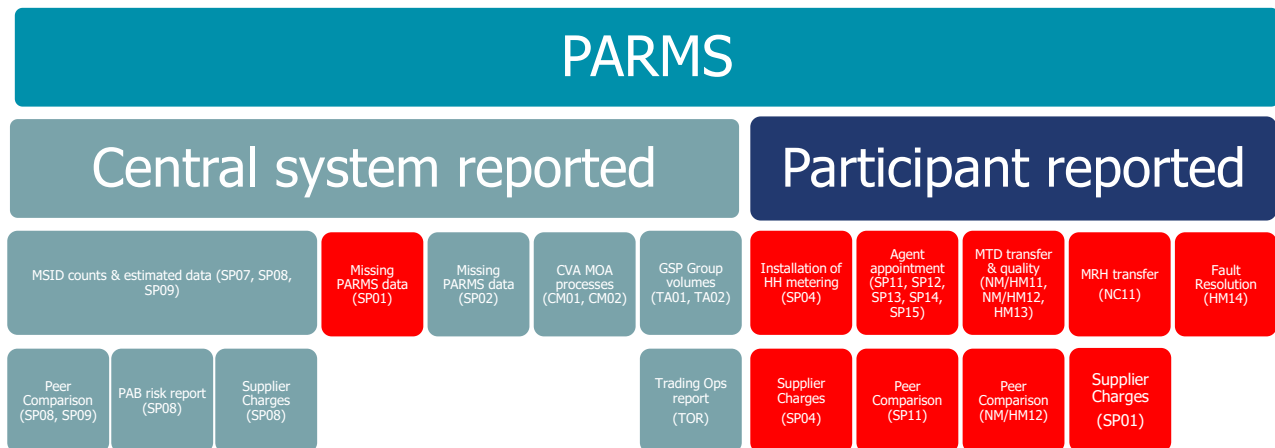 PARMS
Central system reported
Participant reported
MSID counts & estimated data (SP07, SP08,
SP09)
Missing
PARMS data
(SP01)
Missing
PARMS data
(SP02)
CVA MOA
processes
(CM01, CM02)
GSP Group
volumes
(TA01, TA02)
Installation of
HH metering
(SP04)
Agent
appointment
(SP11, SP12,
SP13, SP14,
SP15)
MTD transfer
& quality
(NM/HM11,
NM/HM12,
HM13)
MRH transfer
(NC11)
Fault
Resolution
(HM14)
Peer
Comparison
(SP08, SP09)
PAB risk report
(SP08)
Supplier
Charges
(SP08)
Trading Ops
report
(TOR)
Supplier
Charges
(SP04)
Peer
Comparison
(SP11)
Peer
Comparison
(NM/HM12)
Supplier
Charges
(SP01)